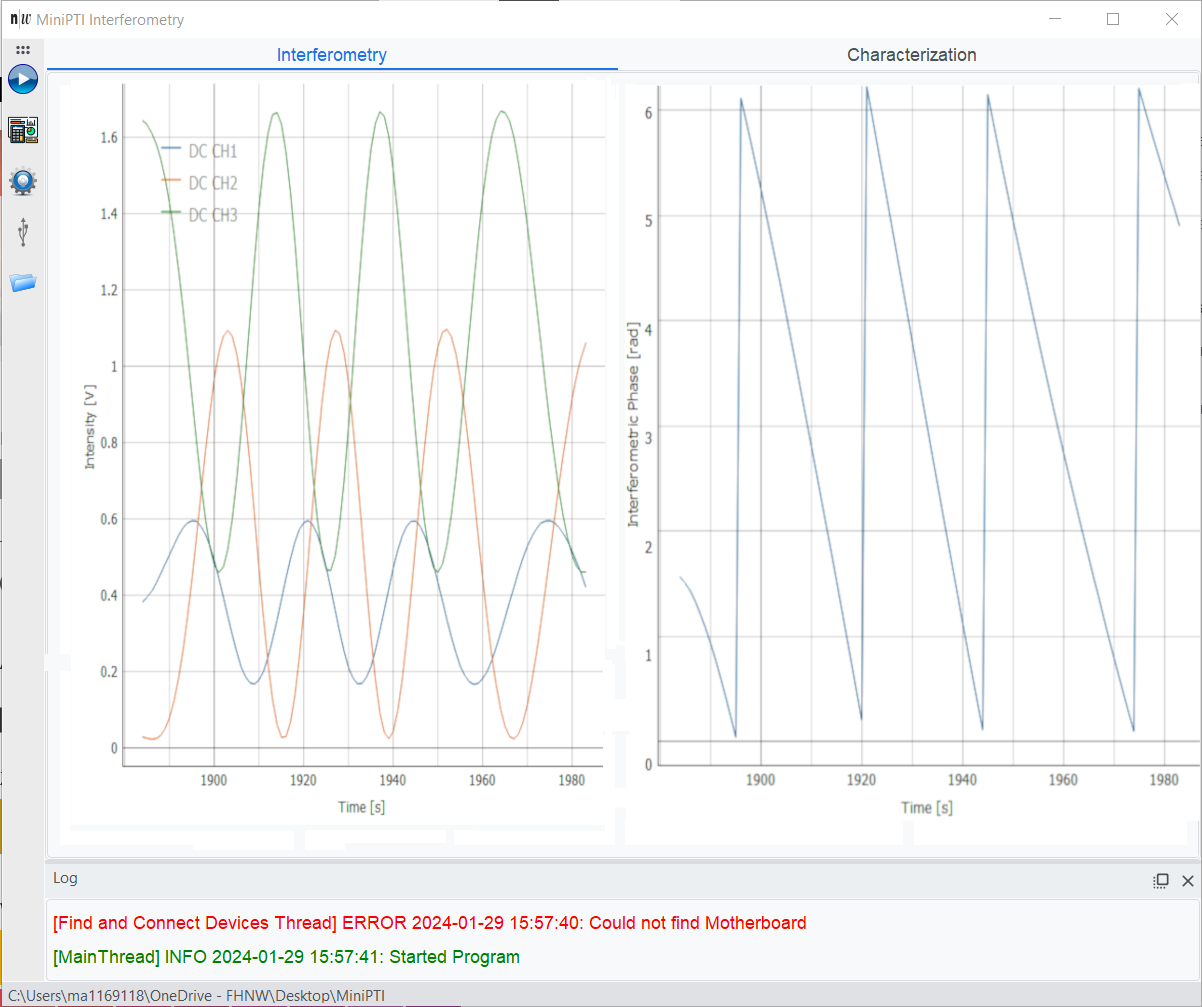 n|w MiniPTI Interferometry
Interferometry
Characterization
DC CH1
DC CH2
DC CH3
1.6
1.4
1.2
1
0.8
0.6
0.4
0.2
0
Intensity [V]
1900 1920 1940 1960 1980
Time [s]
6
5
4
3
2
1
0
Interferometric Phase [rad]
1900 1920 1940 1960 1980
Time [s]
Log
[Find and Connect Devices Thread] ERROR 2024-01-29 15:57:40: Could not find Motherboard
[MainThread] INFO 2024-01-29 15:57:41: Started Program
C:\Users\ma1169118\OneDrive - FHNW\Desktop\MiniPTI